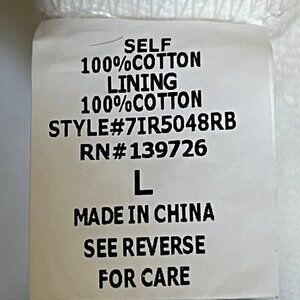 SELF
100%COTTON
LINING
100%COTTON
STYLE#7IR5048RB
RN#139726
L
MADE IN CHINA
SEE REVERSE
FOR CARE